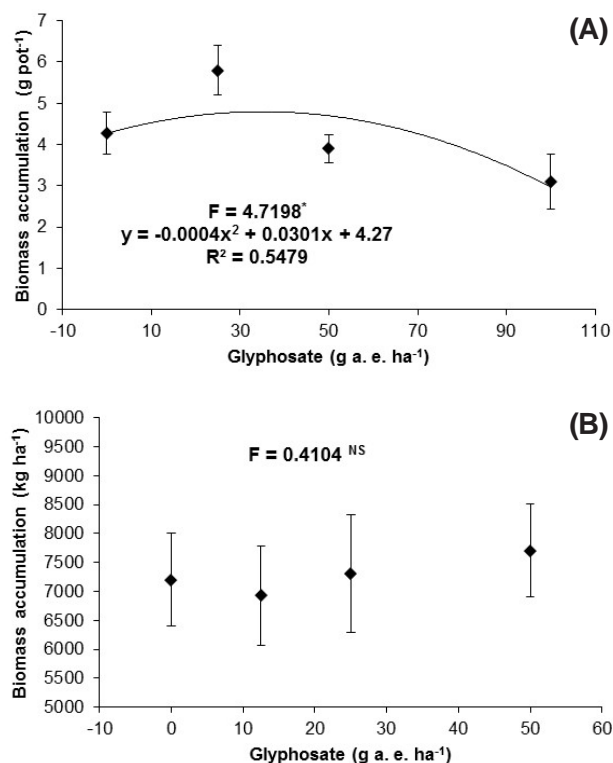 (A)
7
6
5
4
3
2
1
0
Biomass accumulation (g pot⁻¹)
F = 4.7198*
y = -0.0004x² + 0.0301x + 4.27
R² = 0.5479
-10 10 30 50 70 90 110
Glyphosate (g a. e. ha⁻¹)
(B)
10000
9500
9000
8500
8000
7500
7000
6500
6000
5500
5000
Biomass accumulation (kg ha⁻¹)
F = 0.4104 ᴺˢ
-10 0 10 20 30 40 50 60
Glyphosate (g a. e. ha⁻¹)